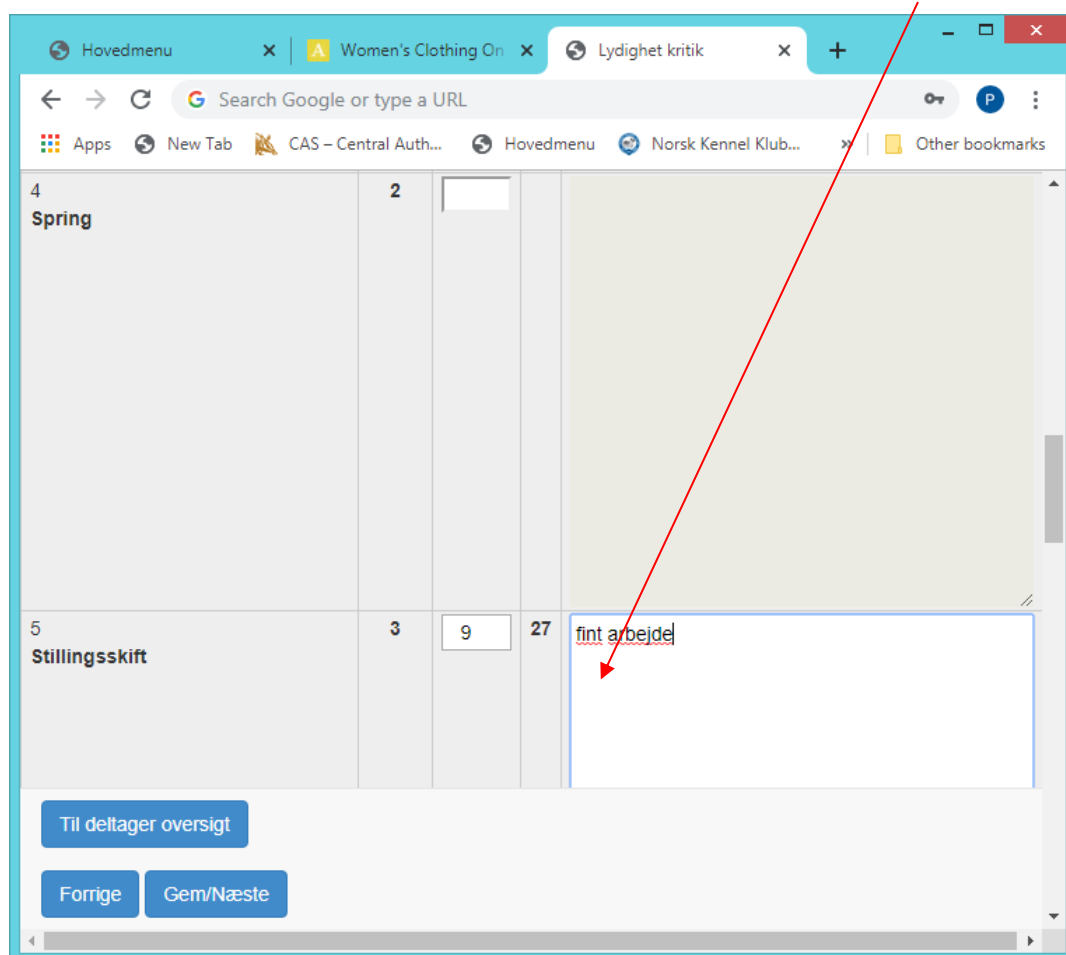 Hovedmenu
Women's Clothing On
Lydighet kritik
Search Google or type a URL
P
Apps
New Tab
CAS – Central Auth...
Hovedmenu
Norsk Kennel Klub...
»
Other bookmarks
4 2
Spring
5 3 9 27 fint arbejde
Stillingsskift
Til deltager oversigt
Forrige
Gem/Næste